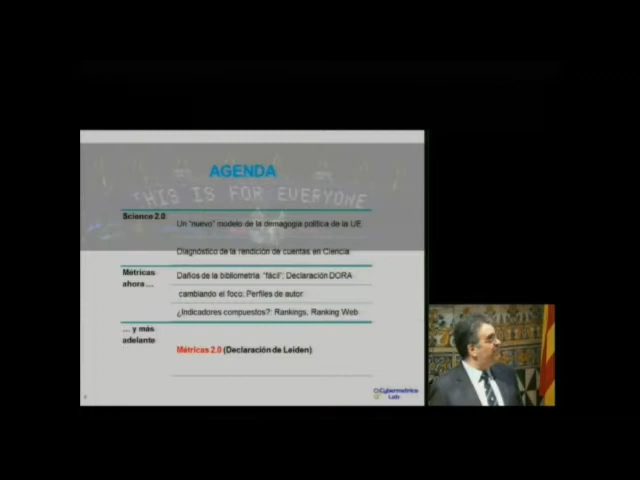 AGENDA
THIS IS FOR EVERYONE
Science 2.0
Un "nuevo" modelo de la demagogia política de la UE
Diagnóstico de la rendición de cuentas en Ciencia
Métricas
ahora ...
Daños de la bibliometría "fácil": Declaración DORA
cambiando el foco: Perfiles de autor
¿Indicadores compuestos?: Rankings, Ranking Web
... y más
adelante
Métricas 2.0 (Declaración de Leiden)
Cybermetrics
Lab